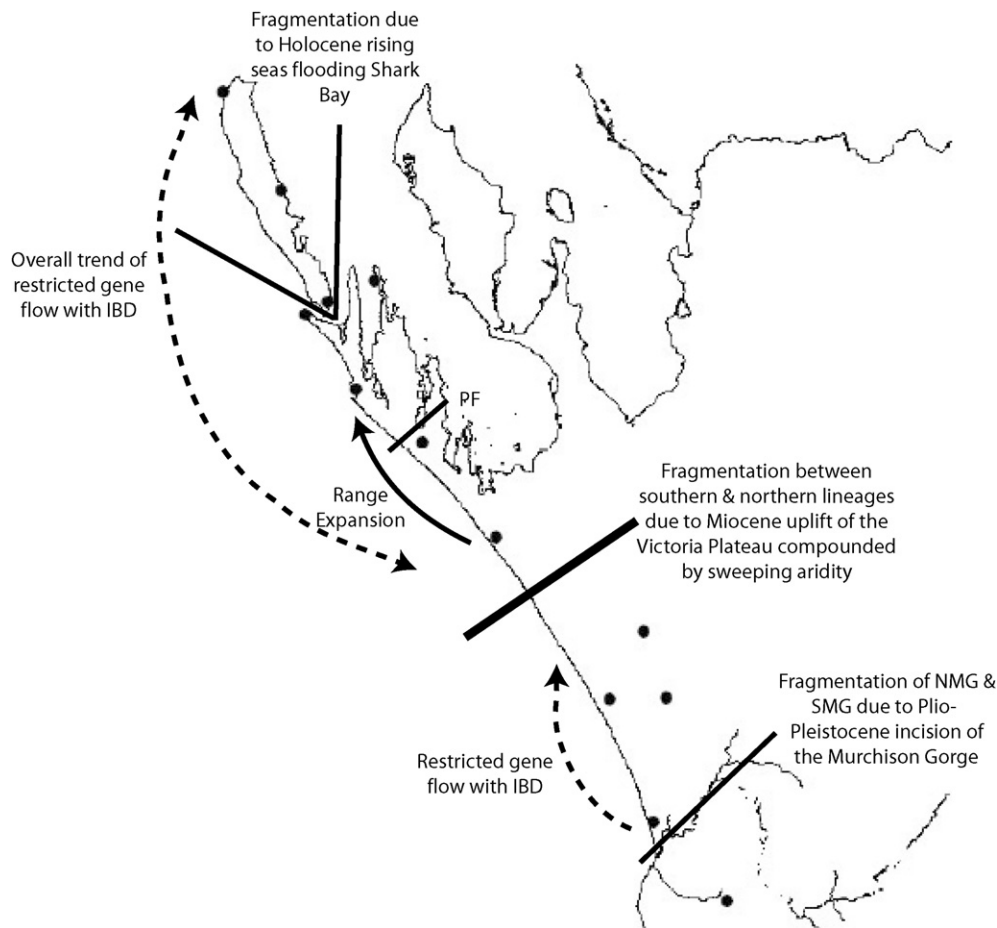 Fragmentation due
to Holocene rising
seas flooding Shark
Bay
Overall trend of
restricted gene
flow with IBD
PF
Range
Expansion
Fragmentation between
southern & northern lineages
due to Miocene uplift of the
Victoria Plateau compounded
by sweeping aridity
Fragmentation of NMG &
SMG due to Plio-
Pleistocene incision of
the Murchison Gorge
Restricted gene
flow with IBD